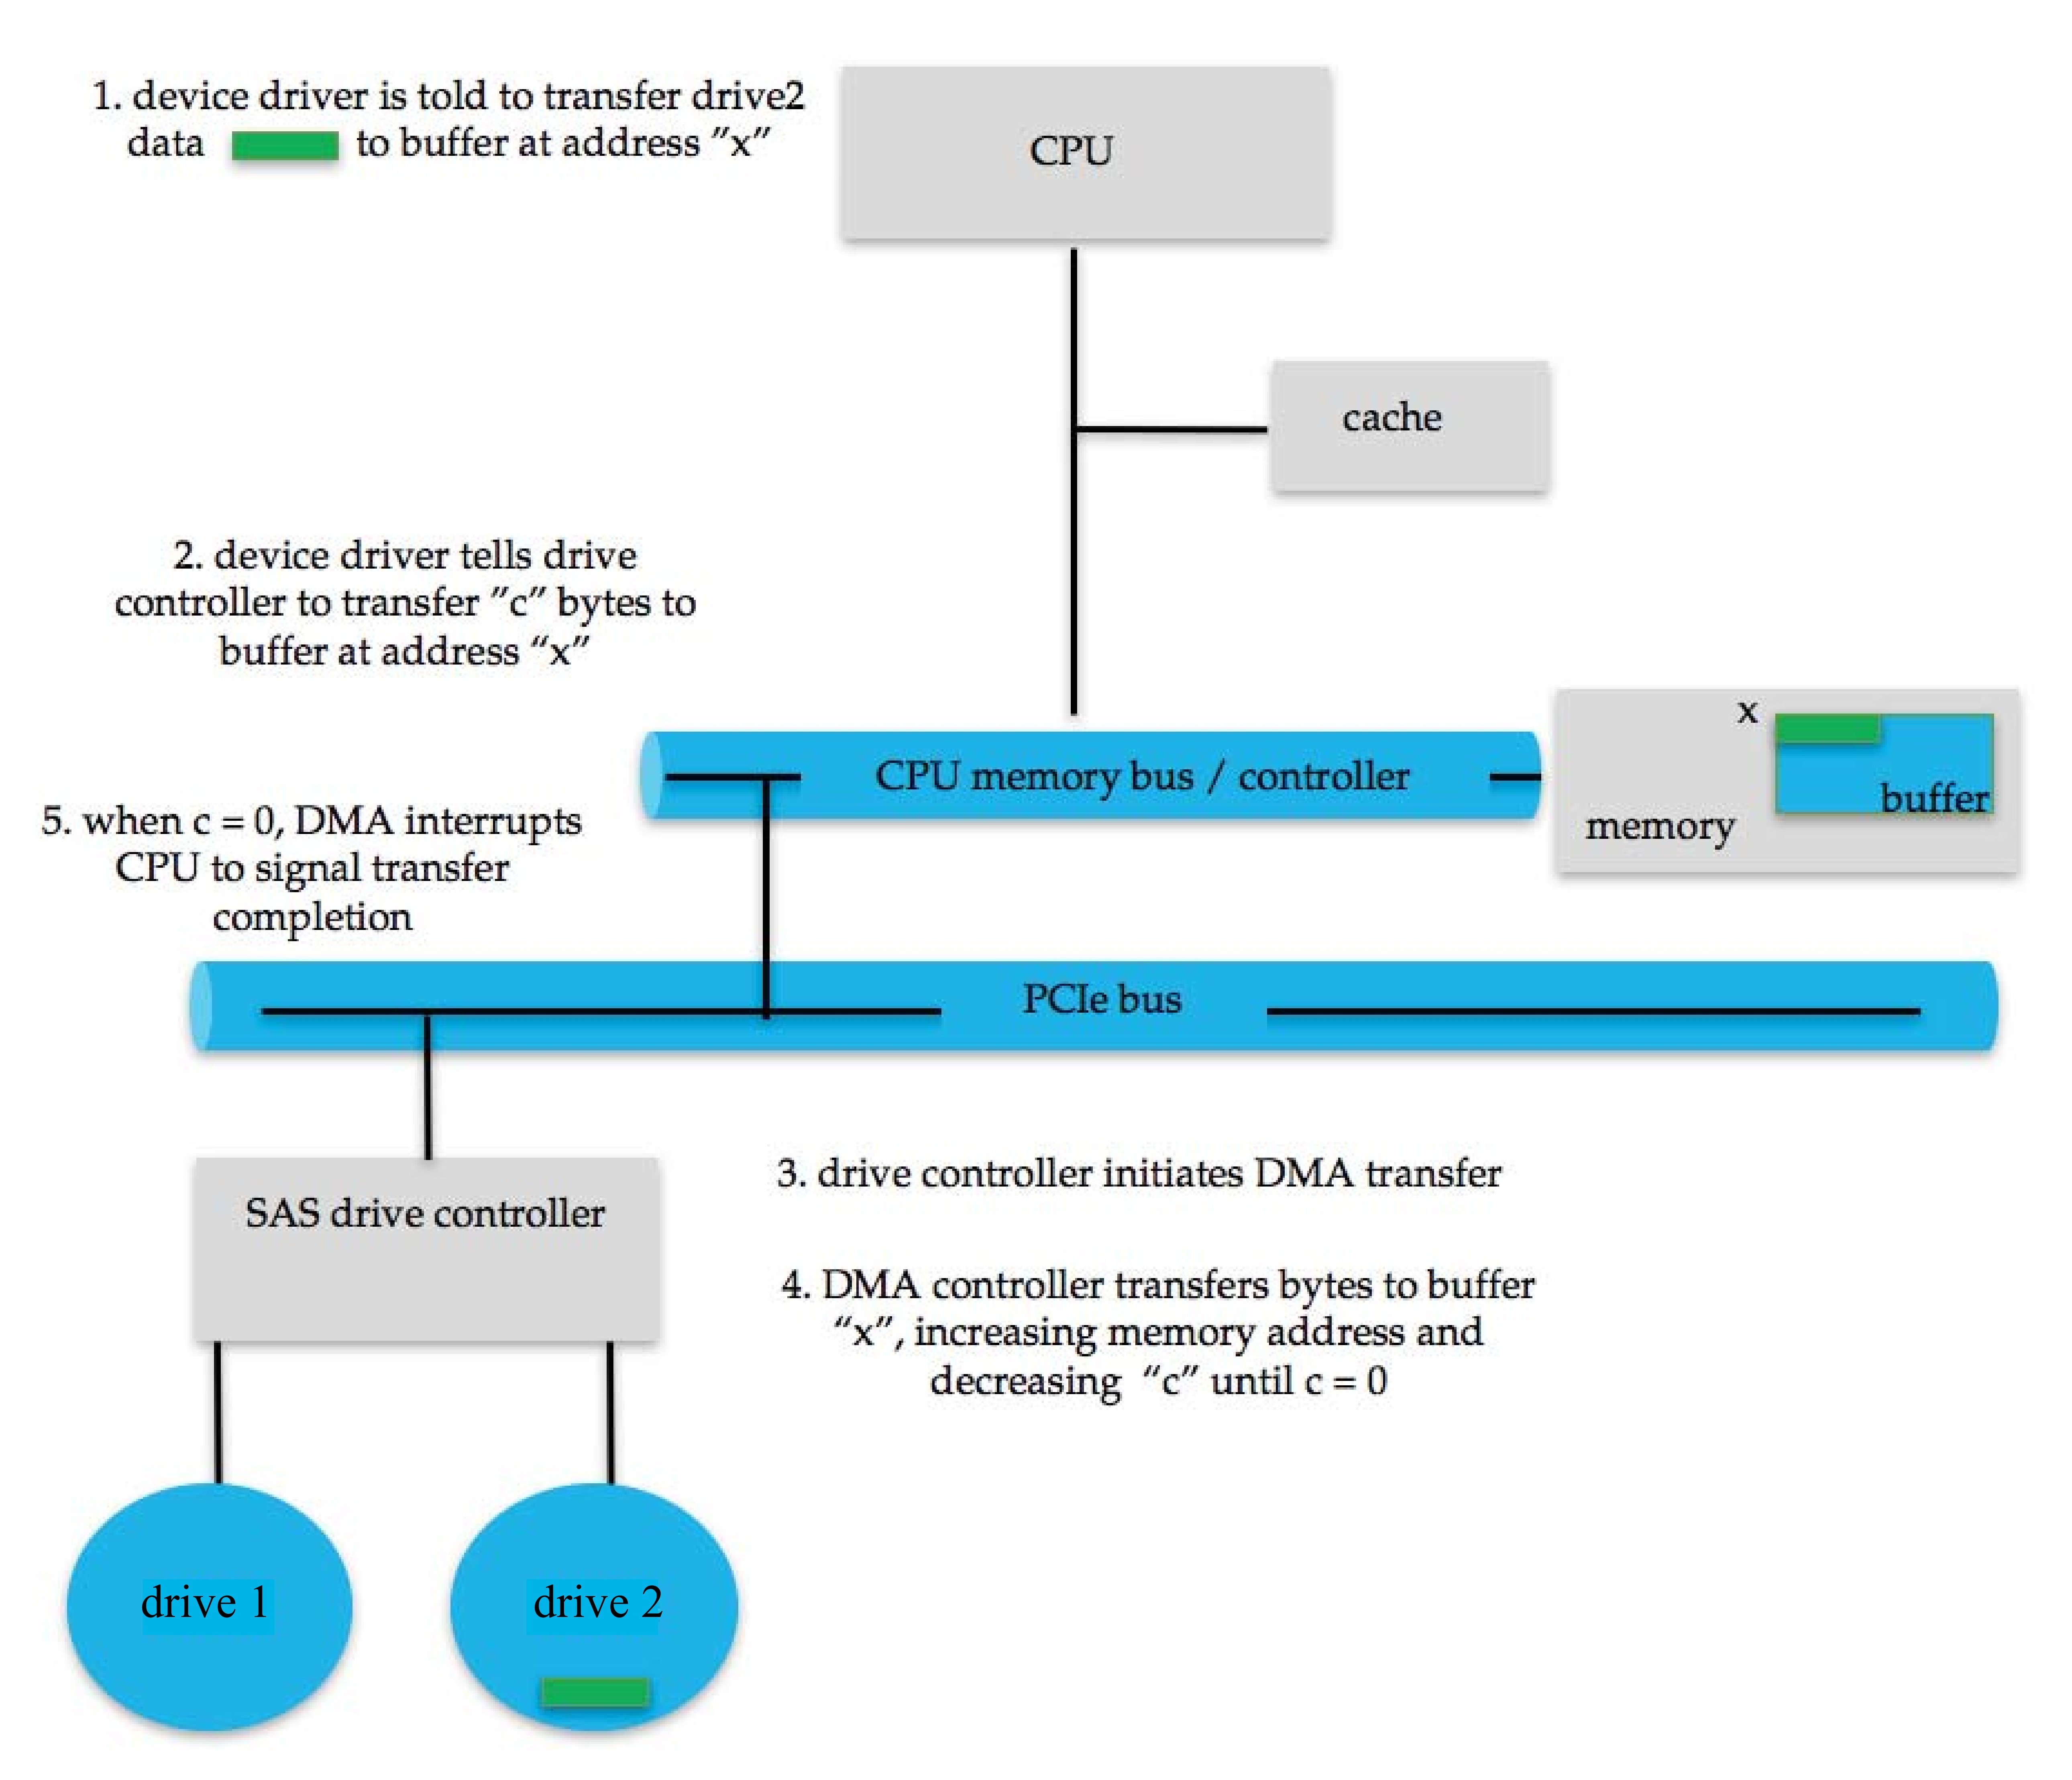 1. device driver is told to transfer drive2
data to buffer at address ”x”
CPU
cache
2. device driver tells drive
controller to transfer ”c” bytes to
buffer at address “x”
CPU memory bus / controller
x
buffer
memory
5. when c = 0, DMA interrupts
CPU to signal transfer
completion
PCIe bus
SAS drive controller
3. drive controller initiates DMA transfer
4. DMA controller transfers bytes to buffer
“x”, increasing memory address and
decreasing “c” until c = 0
drive 1
drive 2